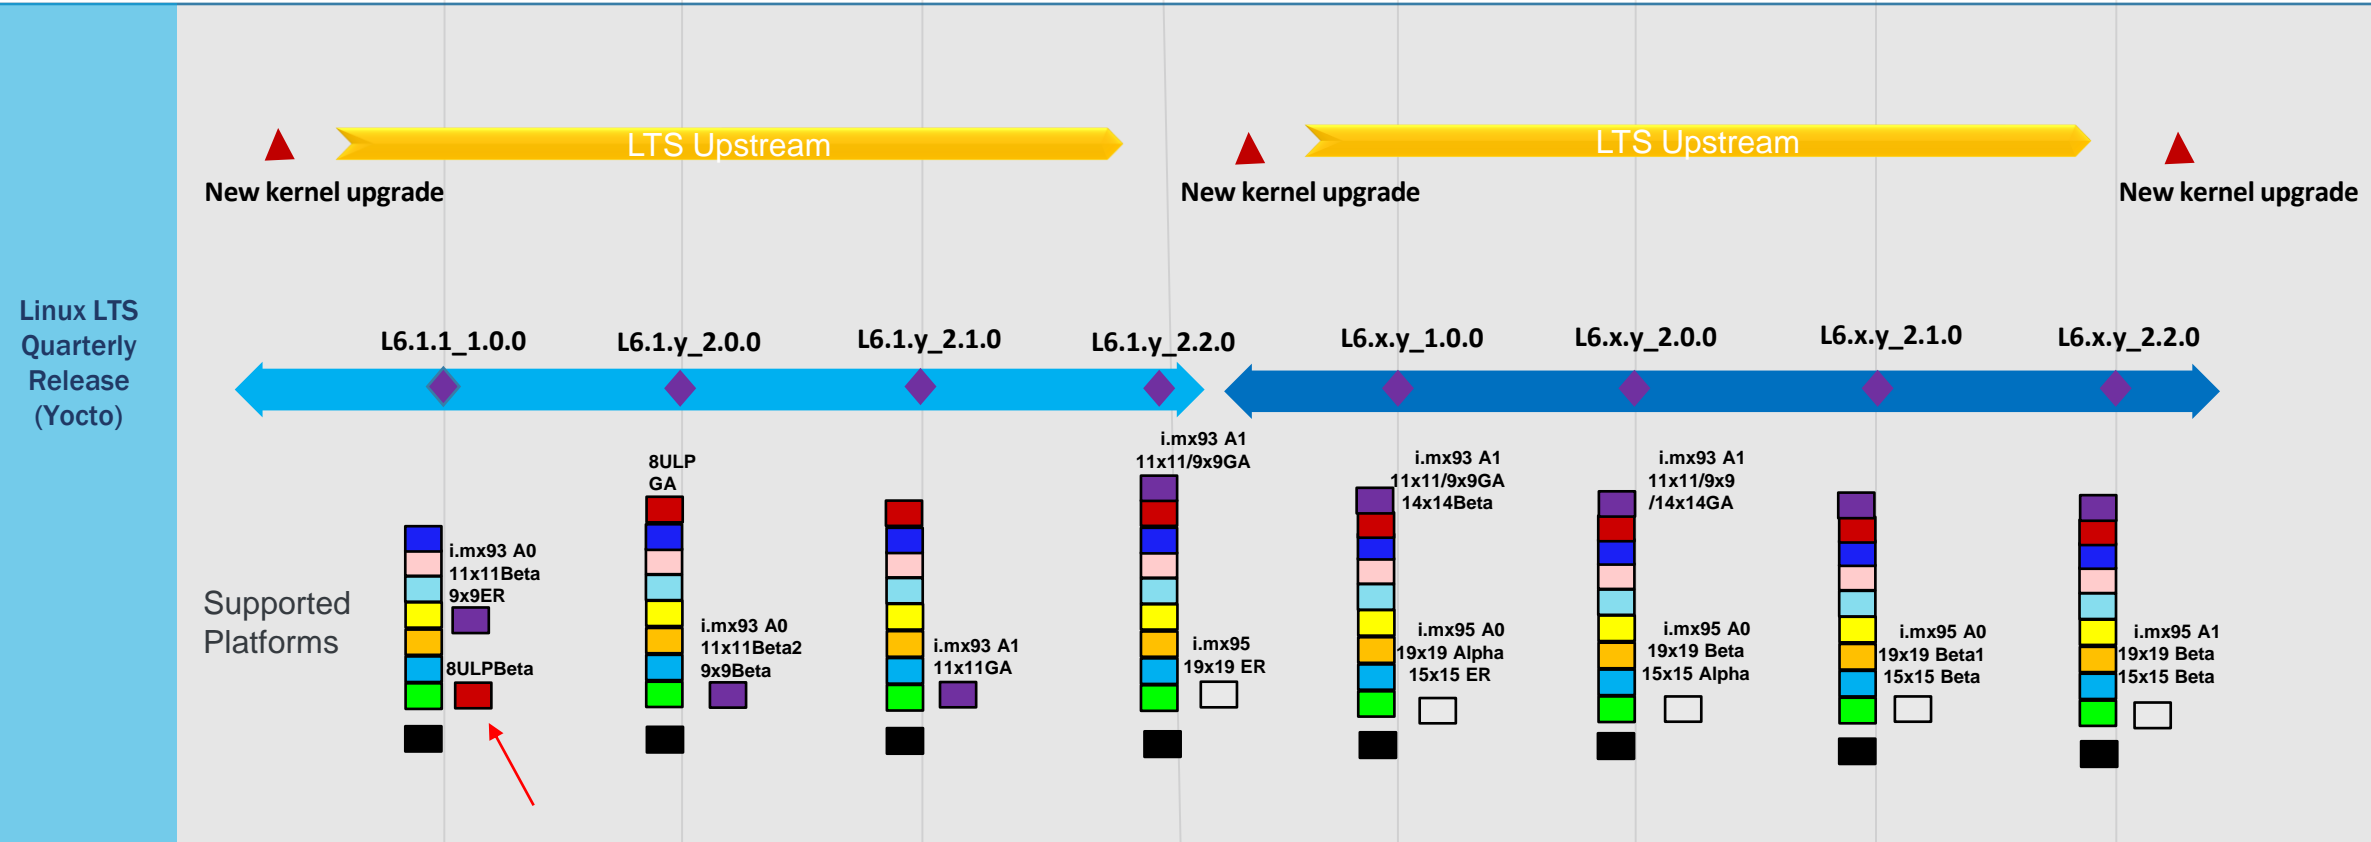 LTS Upstream
LTS Upstream
New kernel upgrade
New kernel upgrade
New kernel upgrade
Linux LTS
Quarterly
Release
(Yocto)
L6.1.1_1.0.0
L6.1.y_2.0.0
L6.1.y_2.1.0
L6.1.y_2.2.0
L6.x.y_1.0.0
L6.x.y_2.0.0
L6.x.y_2.1.0
L6.x.y_2.2.0
Supported
Platforms
i.mx93 A0
11x11Beta
9x9ER
8ULPBeta
8ULP
GA
i.mx93 A0
11x11Beta2
9x9Beta
i.mx93 A1
11x11GA
i.mx93 A1
11x11/9x9GA
i.mx95
19x19 ER
i.mx93 A1
11x11/9x9GA
14x14Beta
i.mx95 A0
19x19 Alpha
15x15 ER
i.mx93 A1
11x11/9x9
/14x14GA
i.mx95 A0
19x19 Beta
15x15 Alpha
i.mx95 A0
19x19 Beta1
15x15 Beta
i.mx95 A1
19x19 Beta
15x15 Beta